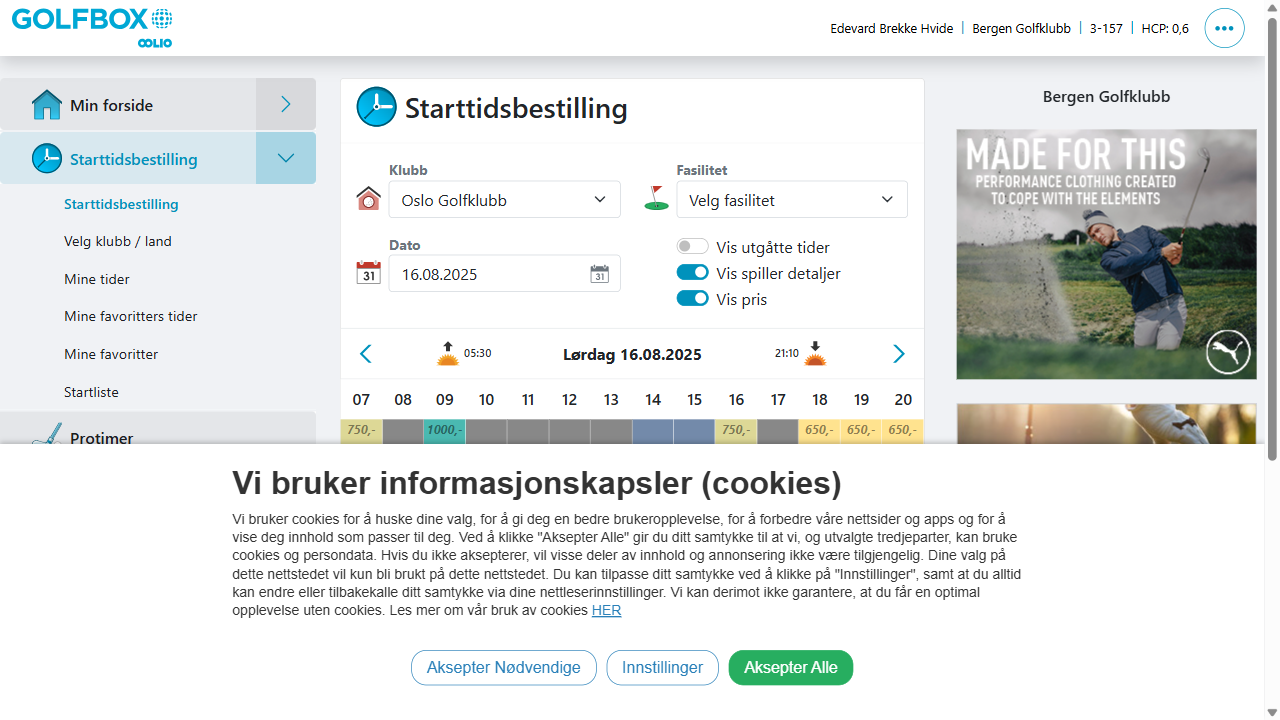 GOLFBOX
OOLIO
Edevard Brekke Hvide
Bergen Golfklubb
3-157
HCP: 0,6
Min forside
Starttidsbestilling
Starttidsbestilling
Velg klubb / land
Mine tider
Mine favoritters tider
Mine favoritter
Startliste
Protimer
Starttidsbestilling
Klubb
Oslo Golfklubb
Fasilitet
Velg fasilitet
Dato
31
16.08.2025
31
Vis utgåtte tider
Vis spiller detaljer
Vis pris
05:30
Lørdag 16.08.2025
21:10
07 08 09 10 11 12 13 14 15 16 17 18 19 20
750,- 1000,- 750,- 650,- 650,- 650,-
Bergen Golfklubb
MADE FOR THIS
PERFORMANCE CLOTHING CREATED
TO COPE WITH THE ELEMENTS
Vi bruker informasjonskapsler (cookies)
Vi bruker cookies for å huske dine valg, for å gi deg en bedre brukeropplevelse, for å forbedre våre nettsider og apps og for å
vise deg innhold som passer til deg. Ved å klikke "Aksepter Alle" gir du ditt samtykke til at vi, og utvalgte tredjeparter, kan bruke
cookies og persondata. Hvis du ikke aksepterer, vil visse deler av innhold og annonsering ikke være tilgjengelig. Dine valg på
dette nettstedet vil kun bli brukt på dette nettstedet. Du kan tilpasse ditt samtykke ved å klikke på "Innstillinger", samt at du alltid
kan endre eller tilbakekalle ditt samtykke via dine nettleserinnstillinger. Vi kan derimot ikke garantere, at du får en optimal
opplevelse uten cookies. Les mer om vår bruk av cookies HER
Aksepter Nødvendige
Innstillinger
Aksepter Alle